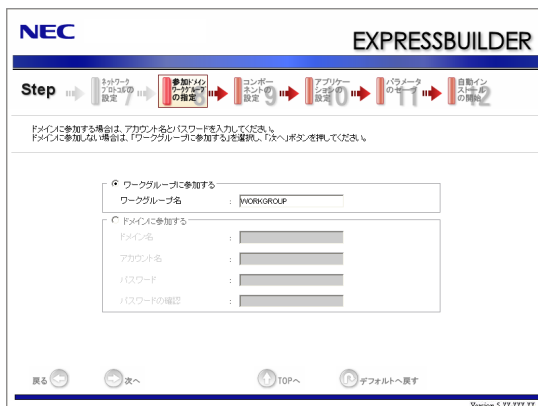 NEC
EXPRESSBUILDER
Step
ネットワーク
プロトコルの
設定 7
参加ドメイン
ワークグループ
の指定 8
コンポー
ネントの
設定 9
アプリケー
ションの
設定 10
パラメータ
のセーブ 11
自動イン
ストール
の開始 12
ドメインに参加する場合は、アカウント名とパスワードを入力してください。
ドメインに参加しない場合は、「ワークグループに参加する」を選択し、「次へ」ボタンを押してください。
ワークグループに参加する
ワークグループ名 : WORKGROUP
ドメインに参加する
ドメイン名 :
アカウント名 :
パスワード :
パスワードの確認 :
戻る
次へ
TOPへ
デフォルトへ戻す